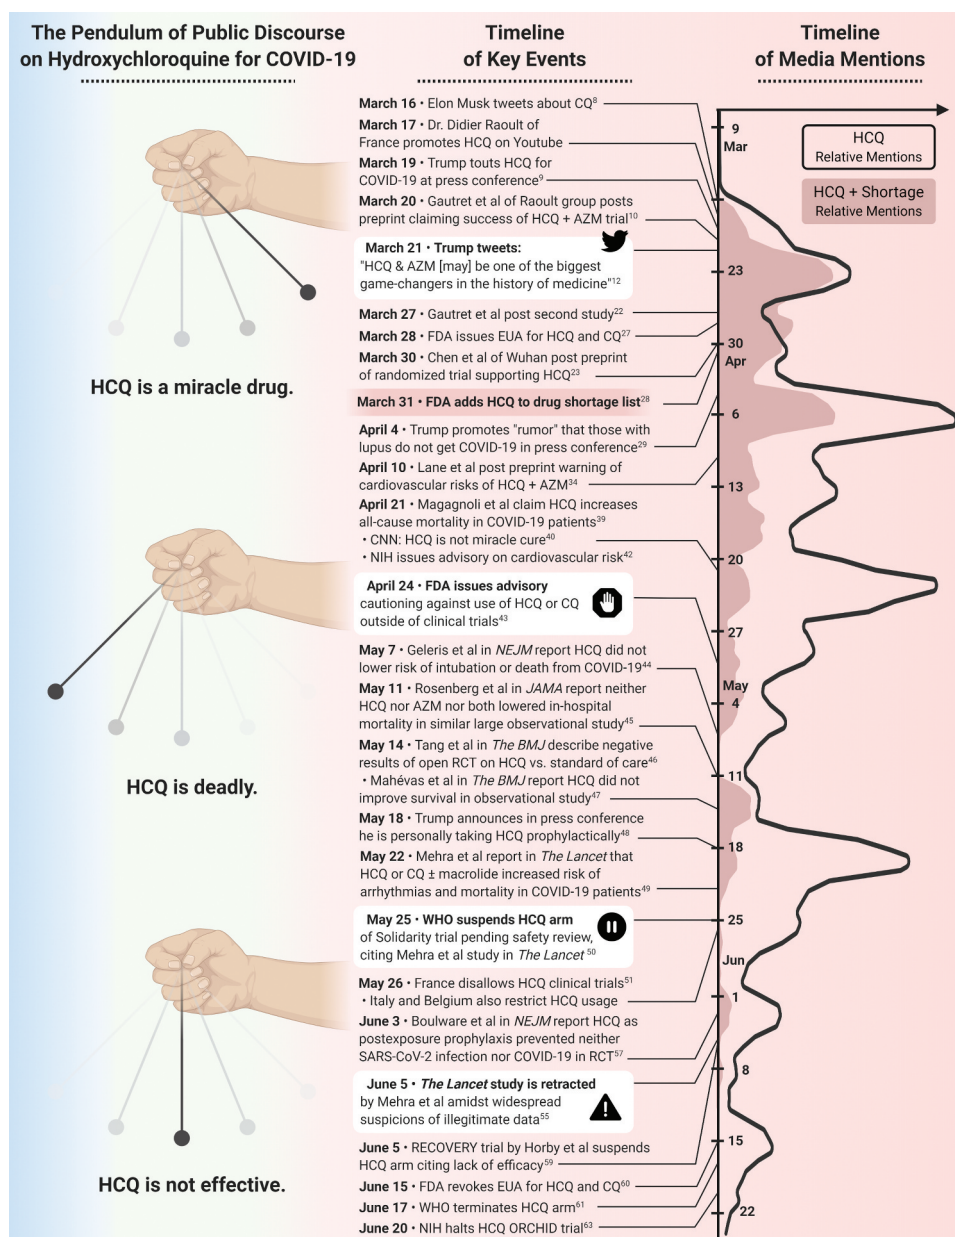 The Pendulum of Public Discourse
on Hydroxychloroquine for COVID-19
HCQ is a miracle drug.
HCQ is deadly.
HCQ is not effective.
Timeline
of Key Events
March 16 • Elon Musk tweets about CQ⁸
March 17 • Dr. Didier Raoult of
France promotes HCQ on Youtube
March 19 • Trump touts HCQ for
COVID-19 at press conference⁹
March 20 • Gautret et al of Raoult group posts
preprint claiming success of HCQ + AZM trial¹⁰
March 21 • Trump tweets:
"HCQ & AZM [may] be one of the biggest
game-changers in the history of medicine"¹²
March 27 • Gautret et al post second study²²
March 28 • FDA issues EUA for HCQ and CQ²⁷
March 30 • Chen et al of Wuhan post preprint
of randomized trial supporting HCQ²³
March 31 • FDA adds HCQ to drug shortage list²⁸
April 4 • Trump promotes "rumor" that those with
lupus do not get COVID-19 in press conference²⁹
April 10 • Lane et al post preprint warning of
cardiovascular risks of HCQ + AZM³⁴
April 21 • Magagnoli et al claim HCQ increases
all-cause mortality in COVID-19 patients³⁹
• CNN: HCQ is not miracle cure⁴⁰
• NIH issues advisory on cardiovascular risk⁴²
April 24 • FDA issues advisory
cautioning against use of HCQ or CQ
outside of clinical trials⁴³
May 7 • Geleris et al in NEJM report HCQ did not
lower risk of intubation or death from COVID-19⁴⁴
May 11 • Rosenberg et al in JAMA report neither
HCQ nor AZM nor both lowered in-hospital
mortality in similar large observational study⁴⁵
May 14 • Tang et al in The BMJ describe negative
results of open RCT on HCQ vs. standard of care⁴⁶
• Mahévas et al in The BMJ report HCQ did not
improve survival in observational study⁴⁷
May 18 • Trump announces in press conference
he is personally taking HCQ prophylactically⁴⁸
May 22 • Mehra et al report in The Lancet that
HCQ or CQ ± macrolide increased risk of
arrhythmias and mortality in COVID-19 patients⁴⁹
May 25 • WHO suspends HCQ arm
of Solidarity trial pending safety review,
citing Mehra et al study in The Lancet ⁵⁰
May 26 • France disallows HCQ clinical trials⁵¹
• Italy and Belgium also restrict HCQ usage
June 3 • Boulware et al in NEJM report HCQ as
postexposure prophylaxis prevented neither
SARS-CoV-2 infection nor COVID-19 in RCT⁵⁷
June 5 • The Lancet study is retracted
by Mehra et al amidst widespread
suspicions of illegitimate data⁵⁵
June 5 • RECOVERY trial by Horby et al suspends
HCQ arm citing lack of efficacy⁵⁹
June 15 • FDA revokes EUA for HCQ and CQ⁶⁰
June 17 • WHO terminates HCQ arm⁶¹
June 20 • NIH halts HCQ ORCHID trial⁶³
Timeline
of Media Mentions
HCQ
Relative Mentions
HCQ + Shortage
Relative Mentions
9
Mar
23
30
Apr
6
13
20
27
May
4
11
18
25
Jun
1
8
15
22